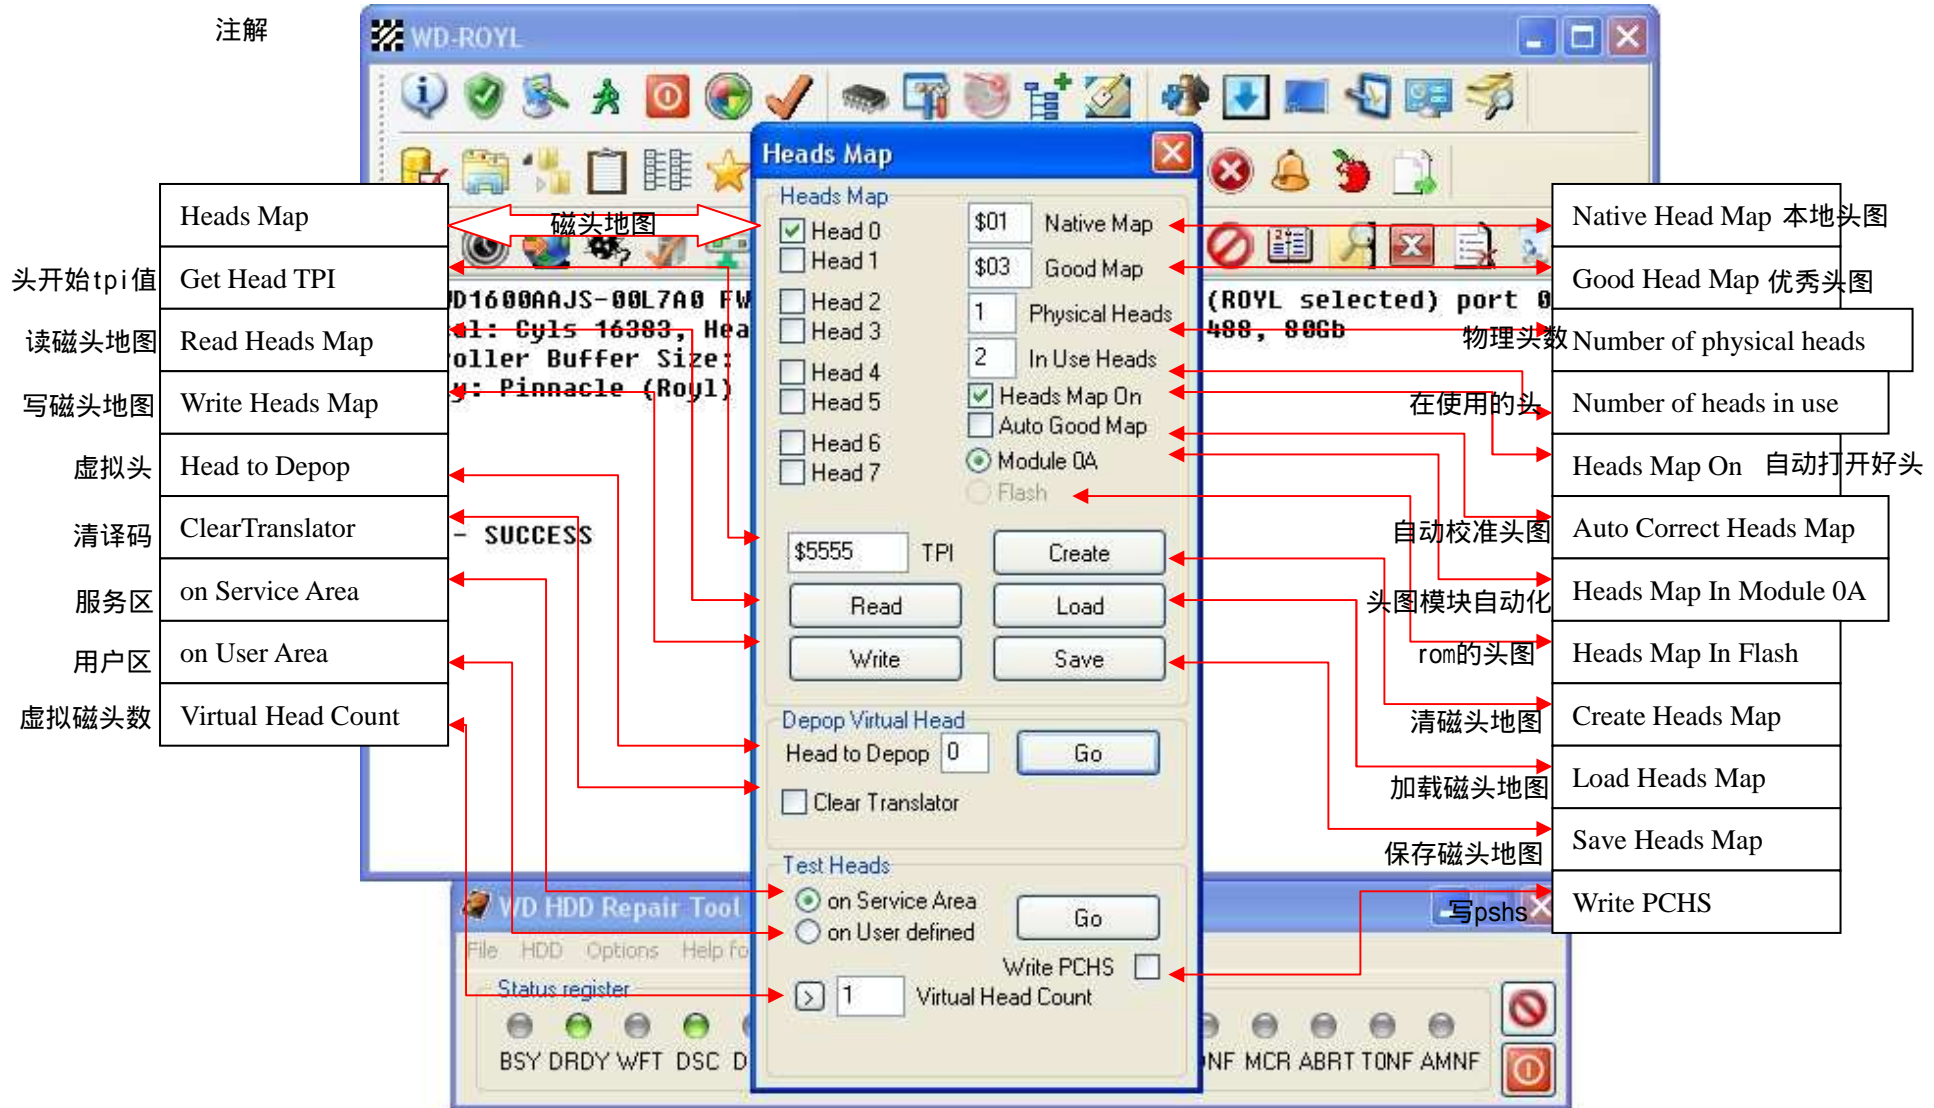 注解
WD-ROYL
Heads Map
Heads Map
磁头地图
头开始tpi值
Get Head TPI
读磁头地图
Read Heads Map
写磁头地图
Write Heads Map
虚拟头
Head to Depop
清译码
ClearTranslator
服务区
on Service Area
用户区
on User Area
虚拟磁头数
Virtual Head Count
D1600AAJS-00L7A0 FW
(ROYL selected) port 0
al: Cyls 16383, Hea
488, 80Gb
oller Buffer Size:
y: Pinnacle (Royl)
- SUCCESS
Heads Map
Head 0
Head 1
Head 2
Head 3
Head 4
Head 5
Head 6
Head 7
$01 Native Map
$03 Good Map
1 Physical Heads
2 In Use Heads
Heads Map On
Auto Good Map
Module 0A
Flash
$5555 TPI
Create
Read
Load
Write
Save
Depop Virtual Head
Head to Depop 0 Go
Clear Translator
Test Heads
on Service Area
on User defined
Go
Write PCHS
> 1 Virtual Head Count
Native Head Map 本地头图
Good Head Map 优秀头图
物理头数
Number of physical heads
在使用的头
Number of heads in use
Heads Map On 自动打开好头
自动校准头图
Auto Correct Heads Map
头图模块自动化
Heads Map In Module 0A
rom的头图
Heads Map In Flash
清磁头地图
Create Heads Map
加载磁头地图
Load Heads Map
保存磁头地图
Save Heads Map
写pshs
Write PCHS
WD HDD Repair Tool
File HDD Options Help fo
Status register
BSY DRDY WFT DSC D
NF MCR ABRT T0NF AMNF